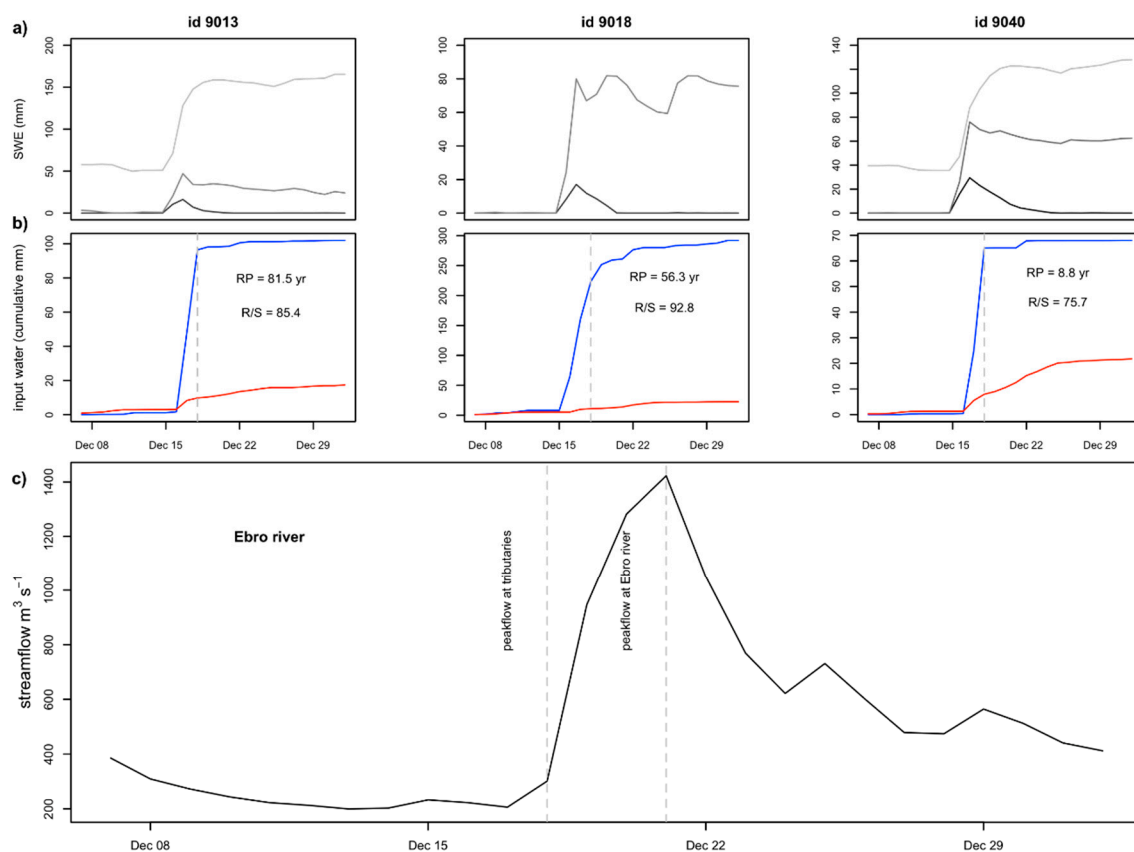 a)
id 9013
id 9018
id 9040
SWE (mm)
200
150
100
50
0
100
80
60
40
20
0
140
120
100
80
60
40
20
0
b)
input water (cumulative mm)
100
80
60
40
20
0
RP = 81.5 yr
R/S = 85.4
300
250
200
150
100
50
0
RP = 56.3 yr
R/S = 92.8
70
60
50
40
30
20
10
0
RP = 8.8 yr
R/S = 75.7
Dec 08
Dec 15
Dec 22
Dec 29
Dec 08
Dec 15
Dec 22
Dec 29
Dec 08
Dec 15
Dec 22
Dec 29
c)
streamflow m³ s⁻¹
1400
1200
1000
800
600
400
200
Ebro river
peakflow at tributaries
peakflow at Ebro river
Dec 08
Dec 15
Dec 22
Dec 29